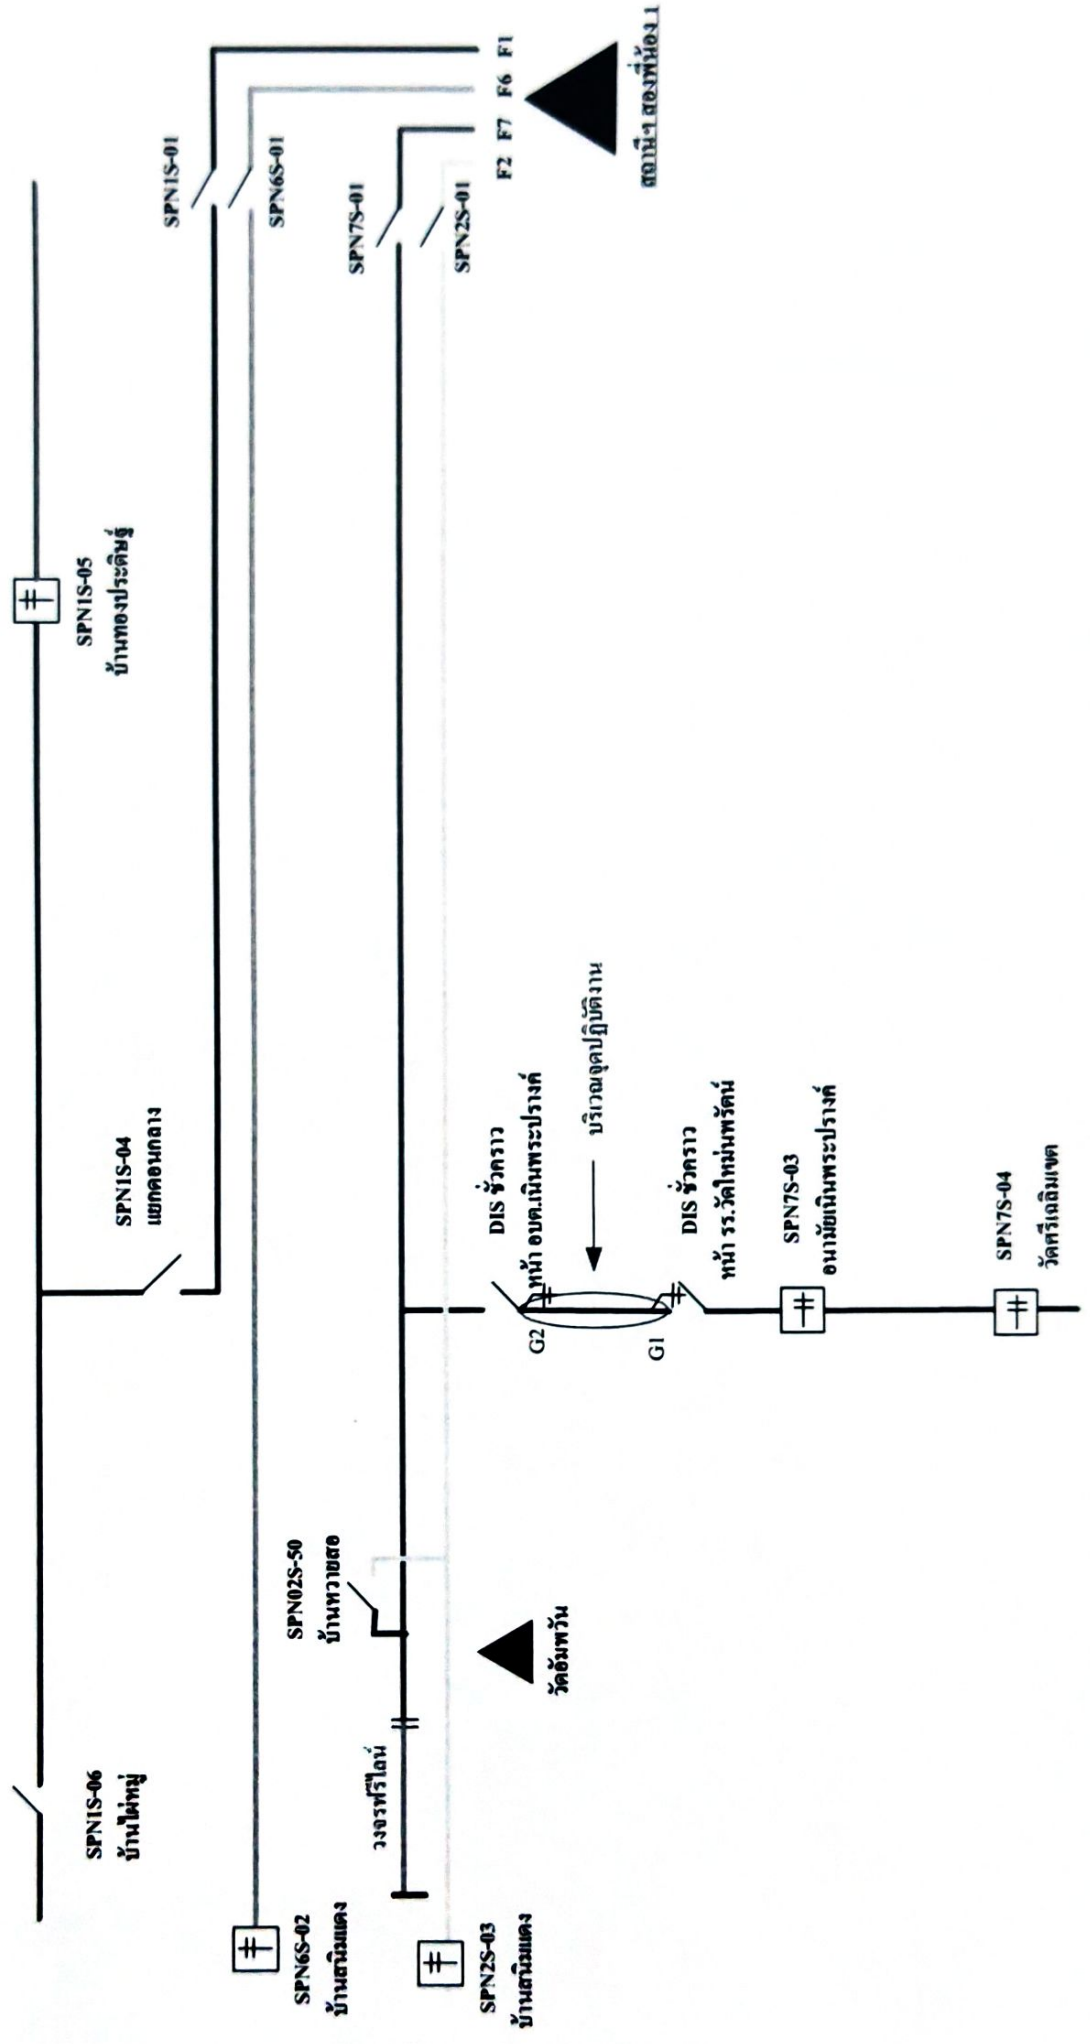 SPN1S-06
บ้านไผ่หมู่
SPN1S-04
แยกดอนกลาง
SPN1S-05
บ้านทองประดิษฐ์
SPN1S-01
SPN6S-01
SPN6S-02
บ้านสนิมแดง
SPN02S-50
บ้านทวายสอ
SPN7S-01
วงจรฟรีไลน์
SPN2S-01
SPN2S-03
บ้านสนิมแดง
วัดอัมพวัน
F2 F7 F6 F1
สถานีฯ สองพี่น้อง 1
DIS ชั่วคราว
หน้า อบต.เนินพระปรางค์
G2
บริเวณจุดปฏิบัติงาน
G1
DIS ชั่วคราว
หน้า รร.วัดใหม่นพรัตน์
SPN7S-03
อนามัยเนินพระปรางค์
SPN7S-04
วัดศรีเฉลิมเขต